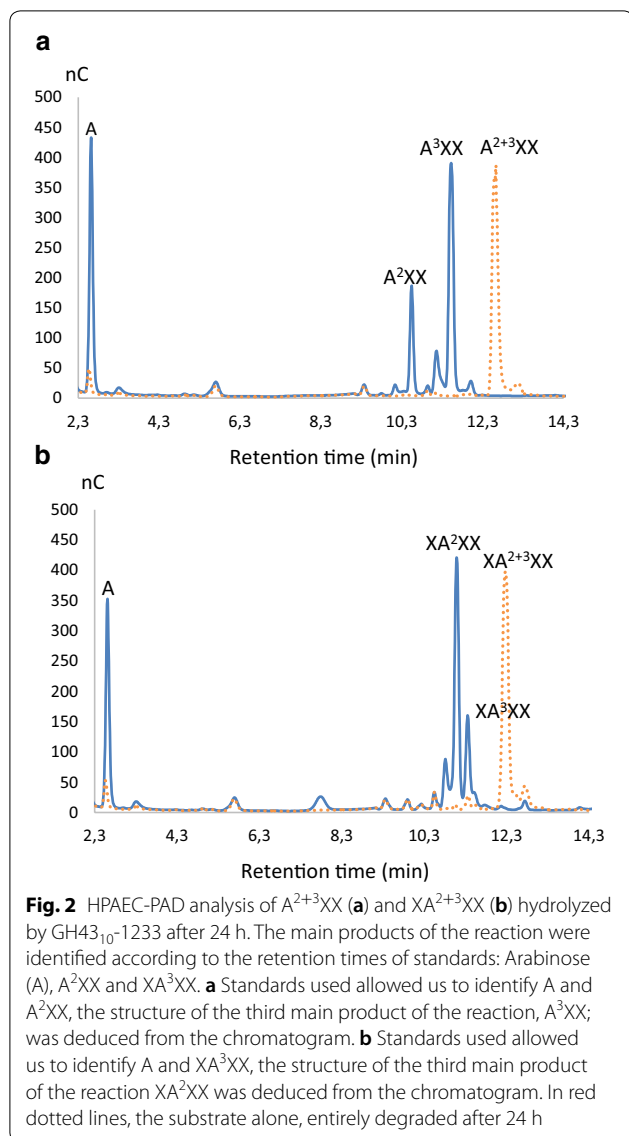 a
nC
500
450
400
350
300
250
200
150
100
50
0
A
A²XX
A³XX
A²⁺³XX
2,3 4,3 6,3 8,3 10,3 12,3 14,3
Retention time (min)
b
nC
500
450
400
350
300
250
200
150
100
50
0
A
XA²XX
XA²⁺³XX
XA³XX
2,3 4,3 6,3 8,3 10,3 12,3 14,3
Retention time (min)
Fig. 2 HPAEC-PAD analysis of A²⁺³XX (a) and XA²⁺³XX (b) hydrolyzed
by GH43₁₀-1233 after 24 h. The main products of the reaction were
identified according to the retention times of standards: Arabinose
(A), A²XX and XA³XX. a Standards used allowed us to identify A and
A²XX, the structure of the third main product of the reaction, A³XX;
was deduced from the chromatogram. b Standards used allowed
us to identify A and XA³XX, the structure of the third main product
of the reaction XA²XX was deduced from the chromatogram. In red
dotted lines, the substrate alone, entirely degraded after 24 h